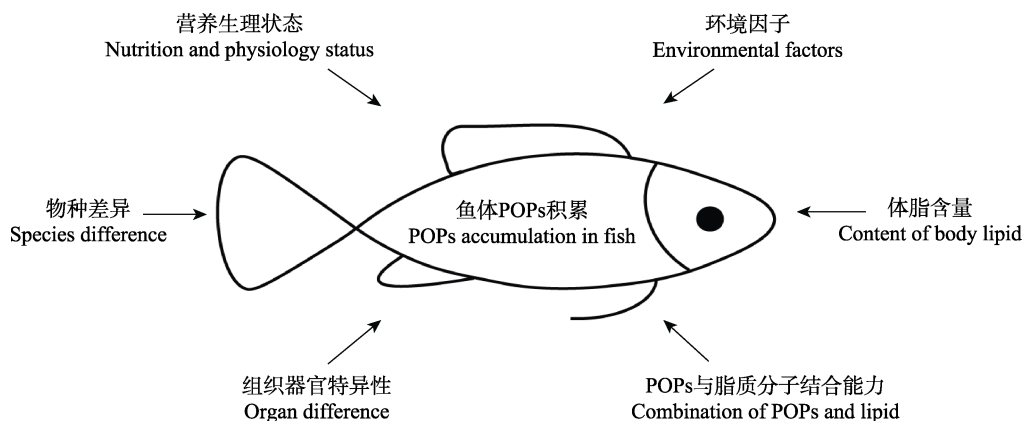 营养生理状态
Nutrition and physiology status
环境因子
Environmental factors
物种差异
Species difference
鱼体POPs积累
POPs accumulation in fish
体脂含量
Content of body lipid
组织器官特异性
Organ difference
POPs与脂质分子结合能力
Combination of POPs and lipid